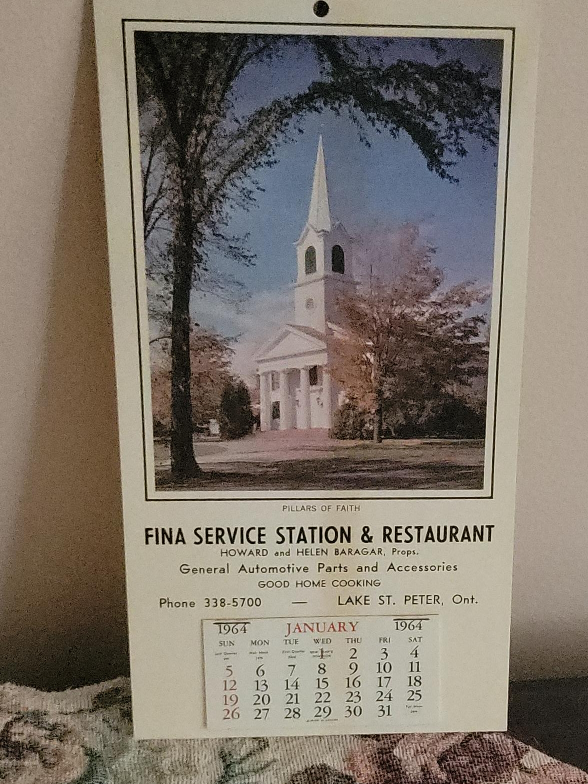 PILLARS OF FAITH
FINA SERVICE STATION & RESTAURANT
HOWARD and HELEN BARAGAR, Props.
General Automotive Parts and Accessories
GOOD HOME COOKING
Phone 338-5700 — LAKE ST. PETER, Ont.
1964 JANUARY 1964
SUN MON TUE WED THU FRI SAT
1 2 3 4
5 6 7 8 9 10 11
12 13 14 15 16 17 18
19 20 21 22 23 24 25
26 27 28 29 30 31